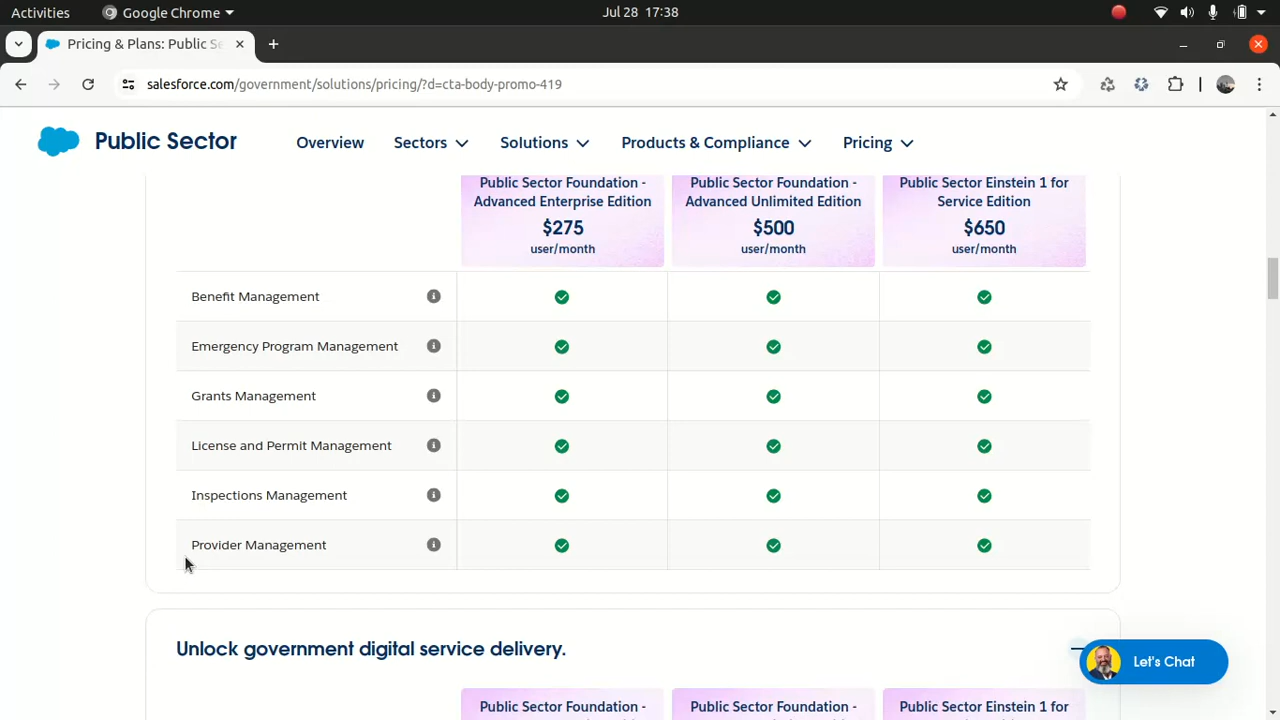 Activities
Google Chrome
Jul 28 17:38
Pricing & Plans: Public Se
salesforce.com/government/solutions/pricing/?d=cta-body-promo-419
Public Sector
Overview
Sectors
Solutions
Products & Compliance
Pricing
Public Sector Foundation - Advanced Enterprise Edition
$275
user/month
Public Sector Foundation - Advanced Unlimited Edition
$500
user/month
Public Sector Einstein 1 for Service Edition
$650
user/month
Benefit Management
Emergency Program Management
Grants Management
License and Permit Management
Inspections Management
Provider Management
Unlock government digital service delivery.
Let's Chat
Public Sector Foundation -
Public Sector Foundation -
Public Sector Einstein 1 for